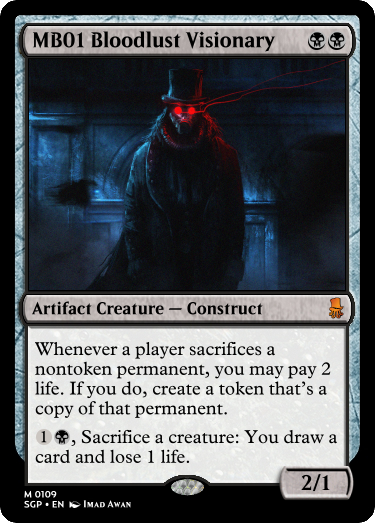 MB01 Bloodlust Visionary
Artifact Creature — Construct
Whenever a player sacrifices a
nontoken permanent, you may pay 2
life. If you do, create a token that's a
copy of that permanent.
1, Sacrifice a creature: You draw a
card and lose 1 life.
2/1
M 0109
SGP • EN Imad Awan